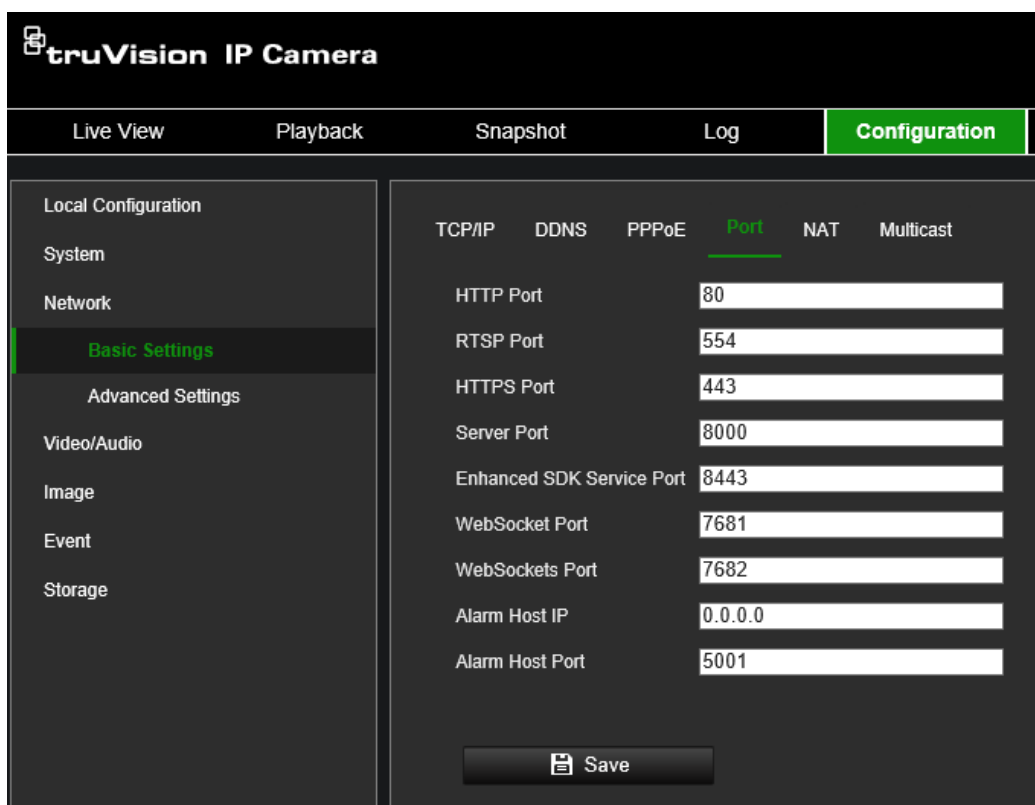 truVision IP Camera
Live View Playback Snapshot Log Configuration
Local Configuration
System
Network
Basic Settings
Advanced Settings
Video/Audio
Image
Event
Storage
TCP/IP DDNS PPPoE Port NAT Multicast
HTTP Port 80
RTSP Port 554
HTTPS Port 443
Server Port 8000
Enhanced SDK Service Port 8443
WebSocket Port 7681
WebSockets Port 7682
Alarm Host IP 0.0.0.0
Alarm Host Port 5001
Save